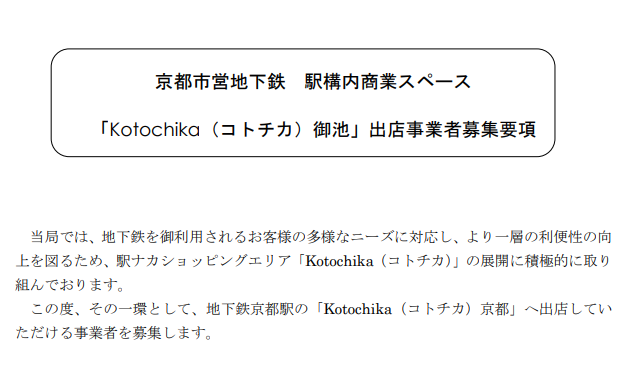 京都市営地下鉄　駅構内商業スペース
「Kotochika（コトチカ）御池」出店事業者募集要項
　当局では、地下鉄を御利用されるお客様の多様なニーズに対応し、より一層の利便性の向
上を図るため、駅ナカショッピングエリア「Kotochika（コトチカ）」の展開に積極的に取り
組んでおります。
　この度、その一環として、地下鉄京都駅の「Kotochika（コトチカ）京都」へ出店してい
ただける事業者を募集します。